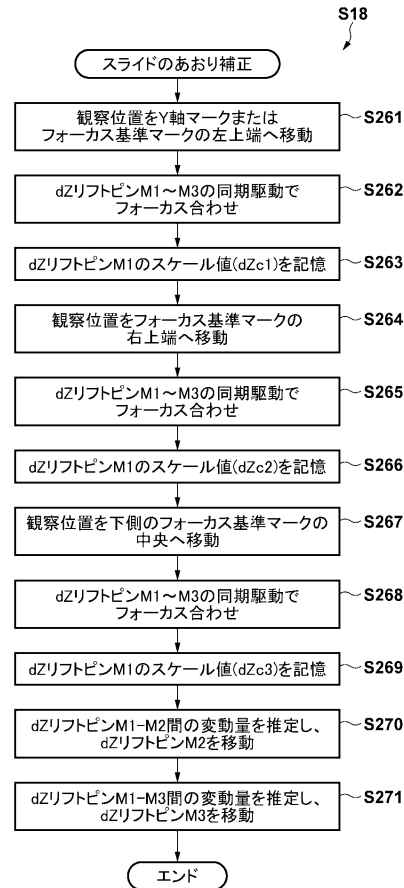 S18
スライドのあおり補正
観察位置をY軸マークまたは
フォーカス基準マークの左上端へ移動
S261
dZリフトピンM1～M3の同期駆動で
フォーカス合わせ
S262
dZリフトピンM1のスケール値(dZc1)を記憶
S263
観察位置をフォーカス基準マークの
右上端へ移動
S264
dZリフトピンM1～M3の同期駆動で
フォーカス合わせ
S265
dZリフトピンM1のスケール値(dZc2)を記憶
S266
観察位置を下側のフォーカス基準マークの
中央へ移動
S267
dZリフトピンM1～M3の同期駆動で
フォーカス合わせ
S268
dZリフトピンM1のスケール値(dZc3)を記憶
S269
dZリフトピンM1-M2間の変動量を推定し、
dZリフトピンM2を移動
S270
dZリフトピンM1-M3間の変動量を推定し、
dZリフトピンM3を移動
S271
エンド